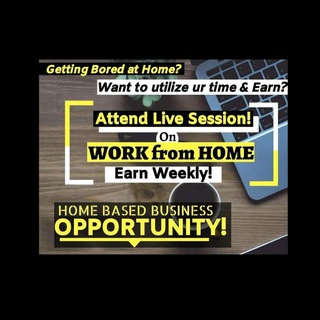 Getting Bored at Home?
Want to utilize ur time & Earn?
Attend Live Session!
On
WORK from HOME
Earn Weekly!
HOME BASED BUSINESS
OPPORTUNITY!